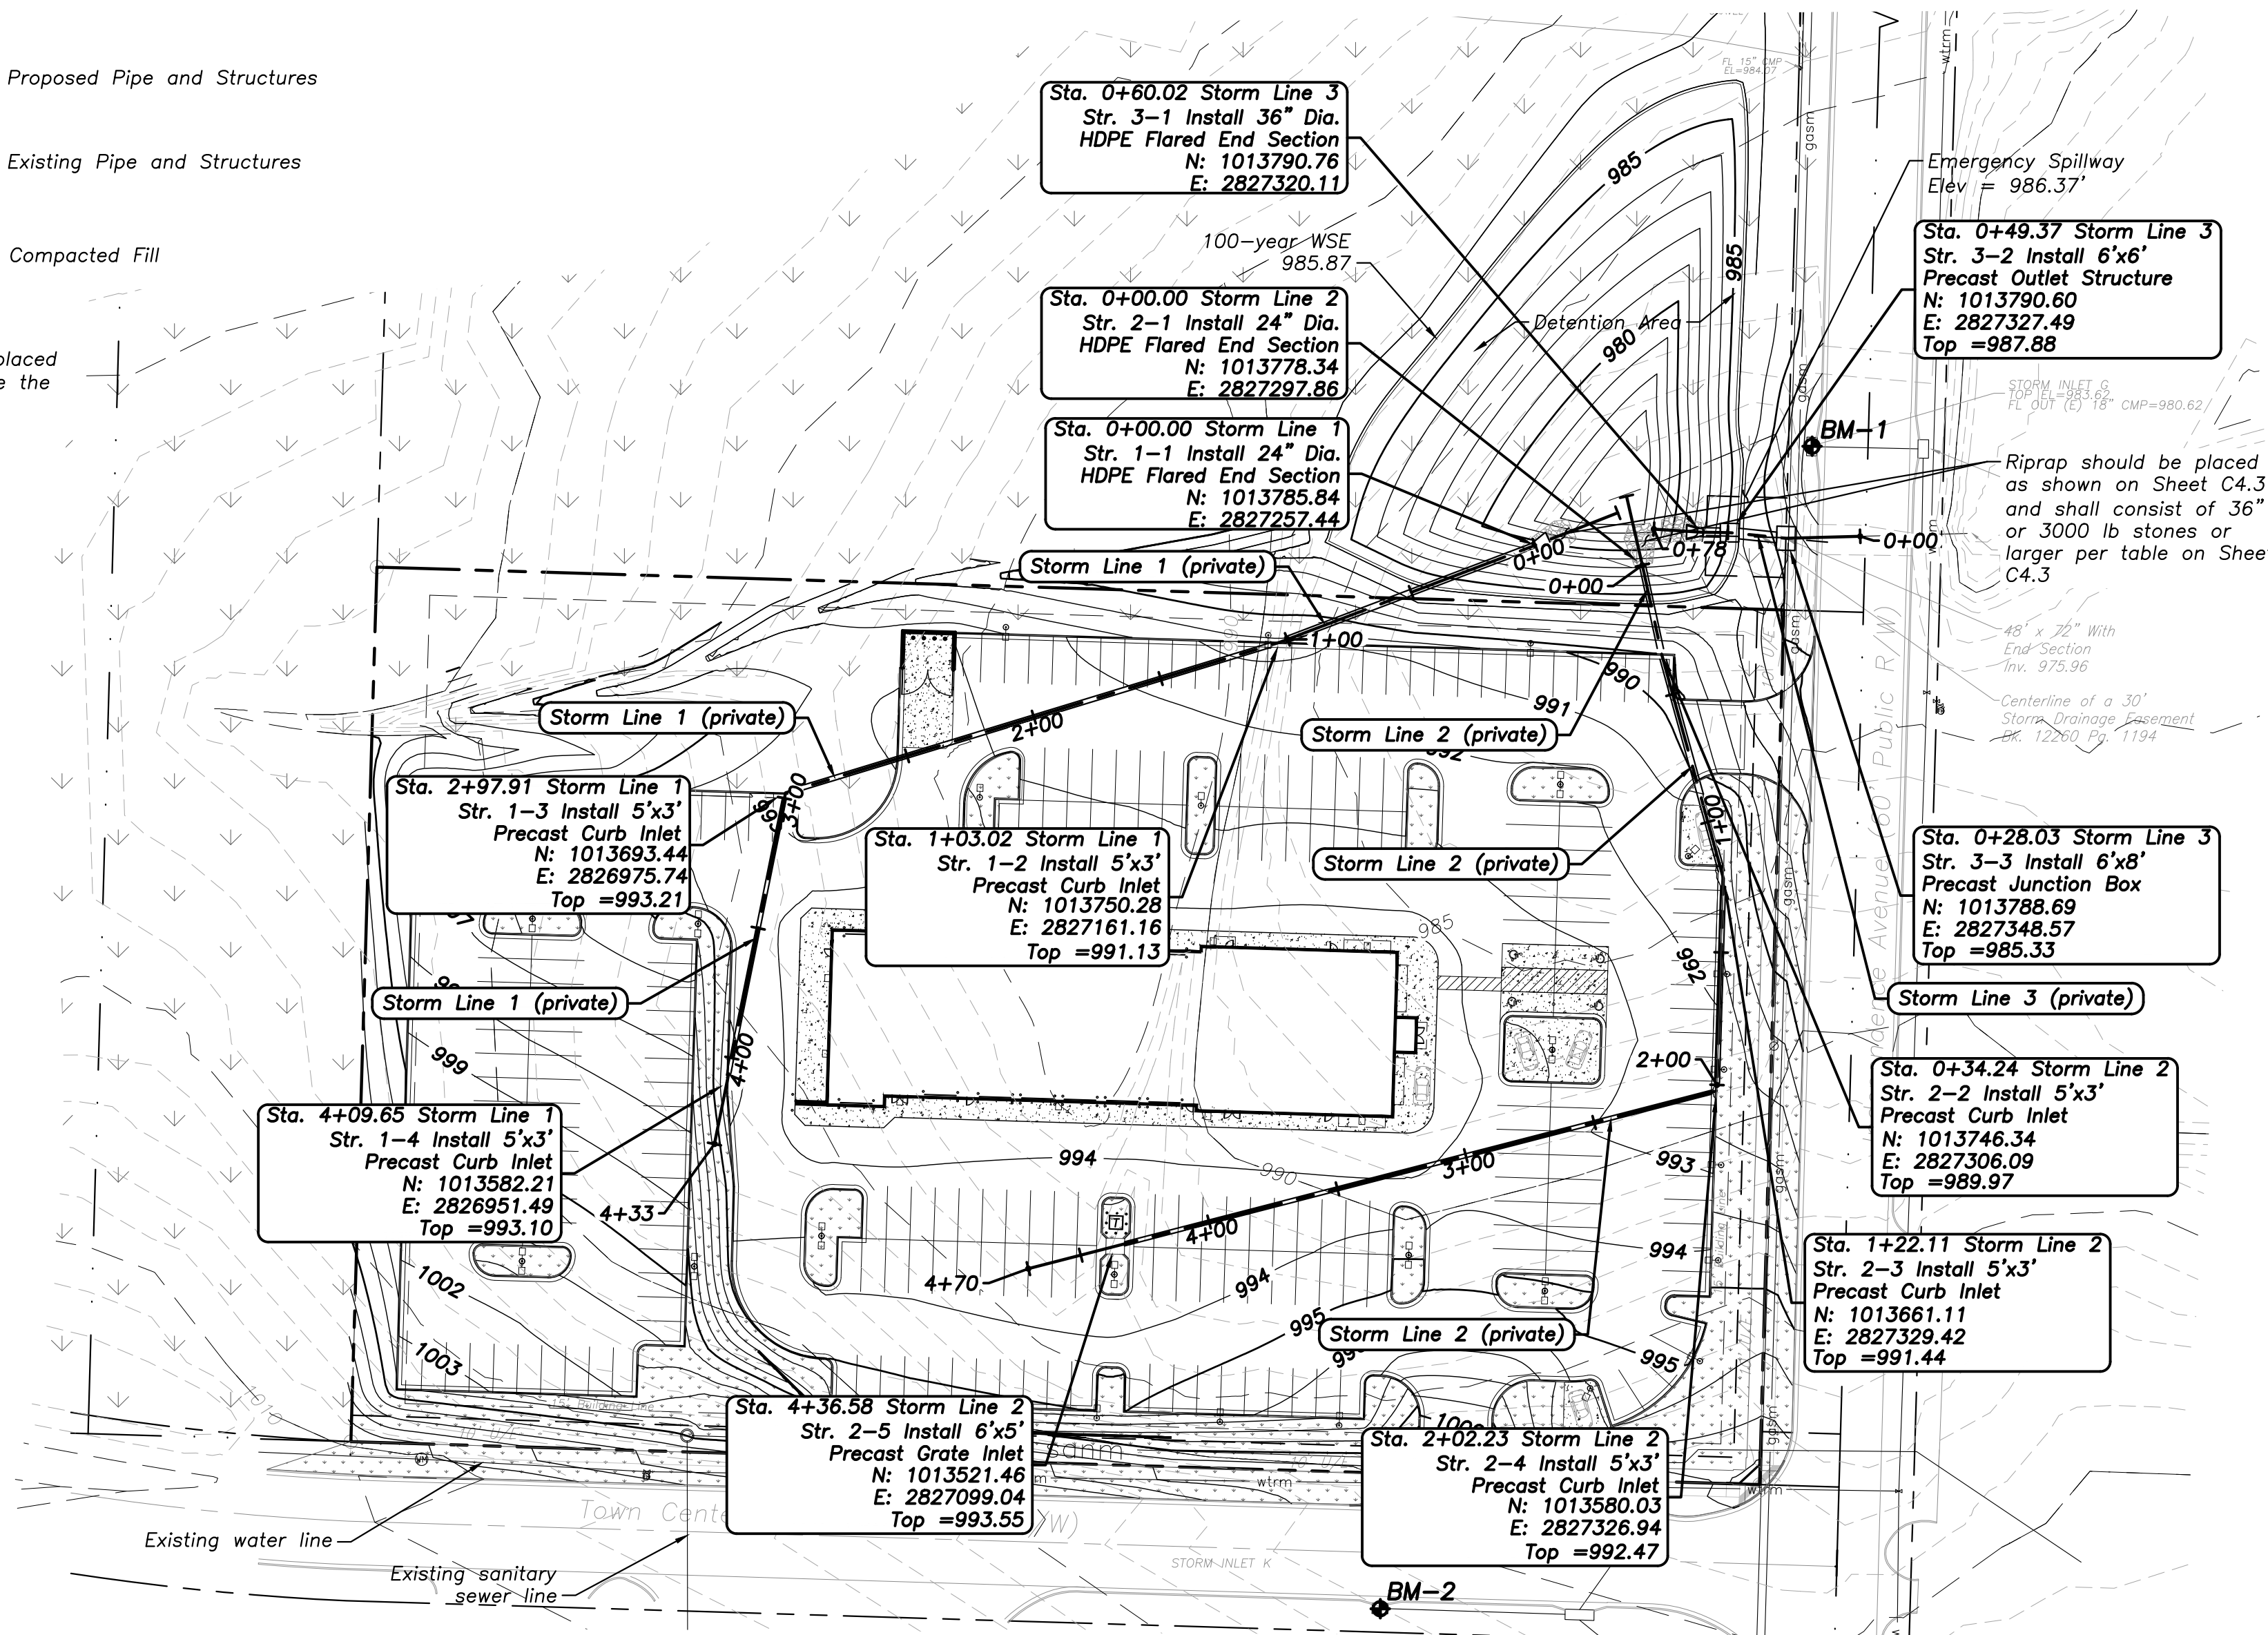 Proposed Pipe and Structures
Existing Pipe and Structures
Compacted Fill
placed
the
Sta. 0+60.02 Storm Line 3
Str. 3-1 Install 36" Dia.
HDPE Flared End Section
N: 1013790.76
E: 2827320.11
100-year WSE
985.87
Sta. 0+00.00 Storm Line 2
Str. 2-1 Install 24" Dia.
HDPE Flared End Section
N: 1013778.34
E: 2827297.86
Sta. 0+00.00 Storm Line 1
Str. 1-1 Install 24" Dia.
HDPE Flared End Section
N: 1013785.84
E: 2827257.44
Storm Line 1 (private)
FL 15" CMP
EL=984.07
985
985
980
Detention Area
gasm
wtrm
gasm
Emergency Spillway
Elev = 986.37'
Sta. 0+49.37 Storm Line 3
Str. 3-2 Install 6'x6'
Precast Outlet Structure
N: 1013790.60
E: 2827327.49
Top =987.88
STORM INLET G
TOP EL=983.62
FL OUT (E) 18" CMP=980.62
BM-1
Riprap should be placed
as shown on Sheet C4.3
and shall consist of 36"
or 3000 lb stones or
larger per table on Shee
C4.3
0+00
0+78
0+00
0+00
1+00
48' x 72" With
End Section
Inv. 975.96
Centerline of a 30'
Storm Drainage Easement
Bk. 12260 Pg. 1194
990
990
991
992
Storm Line 1 (private)
2+00
Storm Line 2 (private)
3+00
Sta. 2+97.91 Storm Line 1
Str. 1-3 Install 5'x3'
Precast Curb Inlet
N: 1013693.44
E: 2826975.74
Top =993.21
Sta. 1+03.02 Storm Line 1
Str. 1-2 Install 5'x3'
Precast Curb Inlet
N: 1013750.28
E: 2827161.16
Top =991.13
Storm Line 2 (private)
1+00
gasm
Sta. 0+28.03 Storm Line 3
Str. 3-3 Install 6'x8'
Precast Junction Box
N: 1013788.69
E: 2827348.57
Top =985.33
Storm Line 3 (private)
985
992
Storm Line 1 (private)
999
4+00
2+00
Sta. 0+34.24 Storm Line 2
Str. 2-2 Install 5'x3'
Precast Curb Inlet
N: 1013746.34
E: 2827306.09
Top =989.97
Sta. 4+09.65 Storm Line 1
Str. 1-4 Install 5'x3'
Precast Curb Inlet
N: 1013582.21
E: 2826951.49
Top =993.10
4+33
994
990
3+00
993
gasm
4+00
994
4+70
994
Sta. 1+22.11 Storm Line 2
Str. 2-3 Install 5'x3'
Precast Curb Inlet
N: 1013661.11
E: 2827329.42
Top =991.44
1002
1003
995
Storm Line 2 (private)
995
1010
15' Building Line
10' U/E
Sta. 4+36.58 Storm Line 2
Str. 2-5 Install 6'x5'
Precast Grate Inlet
N: 1013521.46
E: 2827099.04
Top =993.55
Sta. 2+02.23 Storm Line 2
Str. 2-4 Install 5'x3'
Precast Curb Inlet
N: 1013580.03
E: 2827326.94
Top =992.47
wtrm
wtrm
gasm
Existing water line
Town Cente
Existing sanitary
sewer line
STORM INLET K
BM-2